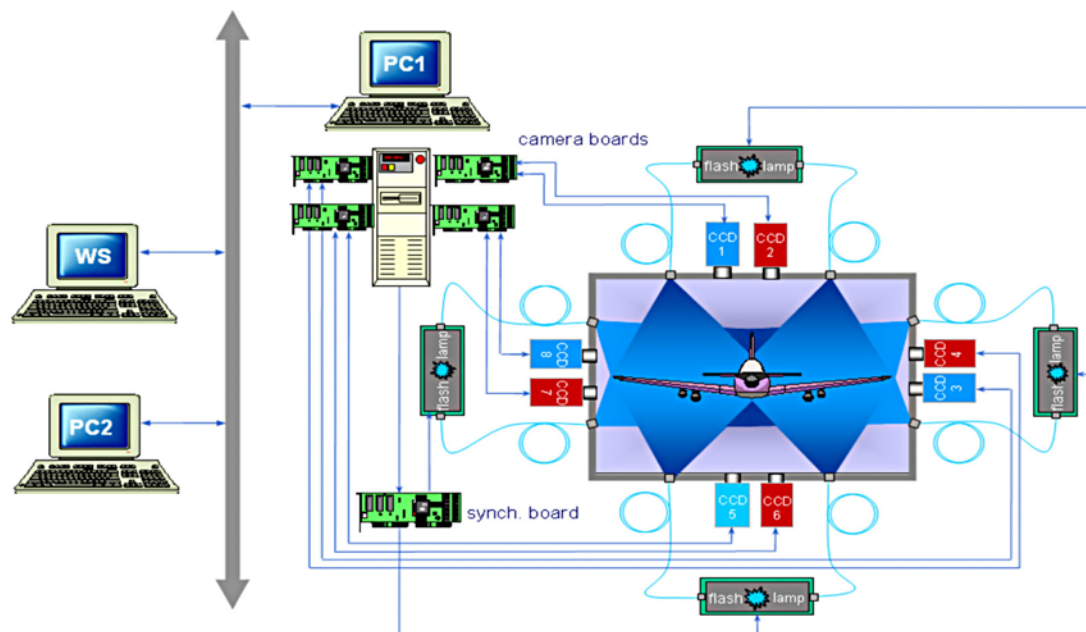 PC1
camera boards
flash lamp
CCD
1
CCD
2
WS
flash lamp
CCD
8
CCD
7
CCD
4
CCD
3
flash lamp
PC2
CCD
5
CCD
6
synch. board
flash lamp